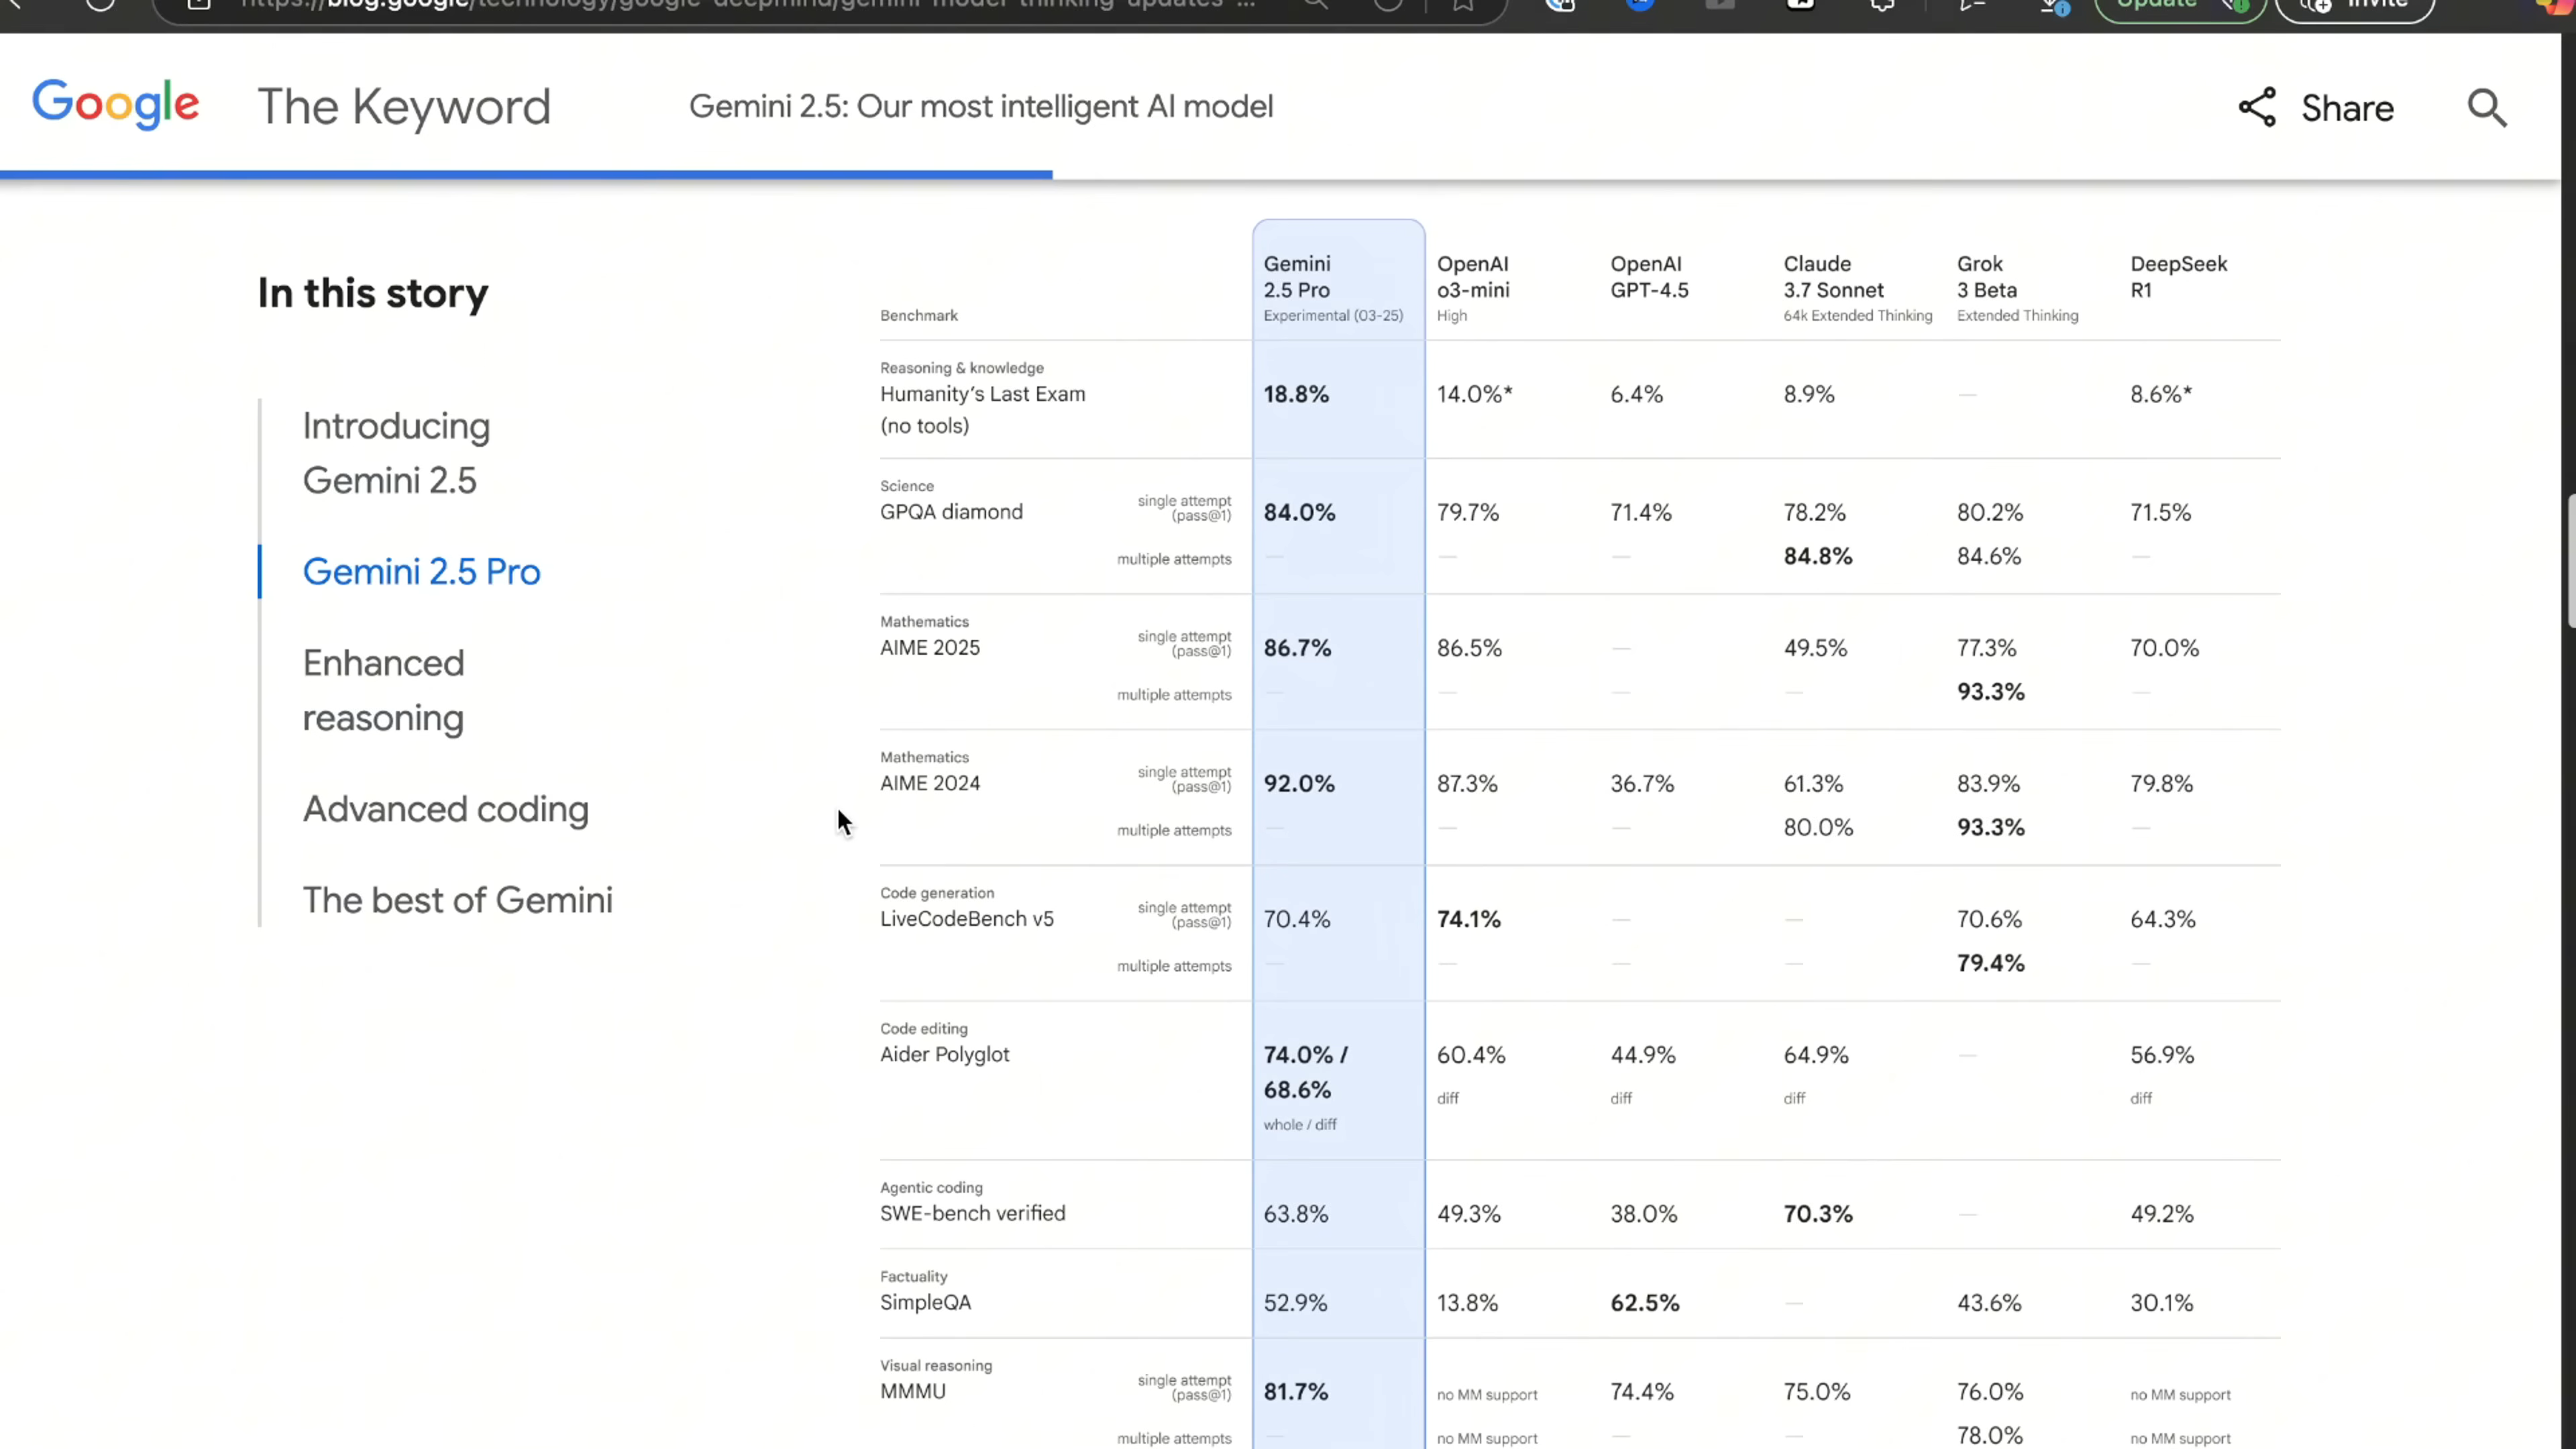 https://blog.google/technology/google-deepmind/gemini-model-thinking-updates-...
Update
Invite
Google
The Keyword
Gemini 2.5: Our most intelligent AI model
Share
In this story
Introducing
Gemini 2.5
Gemini 2.5 Pro
Enhanced
reasoning
Advanced coding
The best of Gemini
Benchmark
Gemini
2.5 Pro
Experimental (03-25)
OpenAI
o3-mini
High
OpenAI
GPT-4.5
Claude
3.7 Sonnet
64k Extended Thinking
Grok
3 Beta
Extended Thinking
DeepSeek
R1
Reasoning & knowledge
Humanity's Last Exam 18.8% 14.0%* 6.4% 8.9% — 8.6%*
(no tools)
Science
GPQA diamond single attempt (pass@1) 84.0% 79.7% 71.4% 78.2% 80.2% 71.5%
multiple attempts — — — 84.8% 84.6% —
Mathematics
AIME 2025 single attempt (pass@1) 86.7% 86.5% — 49.5% 77.3% 70.0%
multiple attempts — — — — 93.3% —
Mathematics
AIME 2024 single attempt (pass@1) 92.0% 87.3% 36.7% 61.3% 83.9% 79.8%
multiple attempts — — — 80.0% 93.3% —
Code generation
LiveCodeBench v5 single attempt (pass@1) 70.4% 74.1% — — 70.6% 64.3%
multiple attempts — — — — 79.4% —
Code editing
Aider Polyglot 74.0% / 60.4% 44.9% 64.9% — 56.9%
68.6%
whole / diff diff diff diff diff
Agentic coding
SWE-bench verified 63.8% 49.3% 38.0% 70.3% — 49.2%
Factuality
SimpleQA 52.9% 13.8% 62.5% — 43.6% 30.1%
Visual reasoning
MMMU single attempt (pass@1) 81.7% no MM support 74.4% 75.0% 76.0% no MM support
multiple attempts — no MM support — — 78.0% no MM support